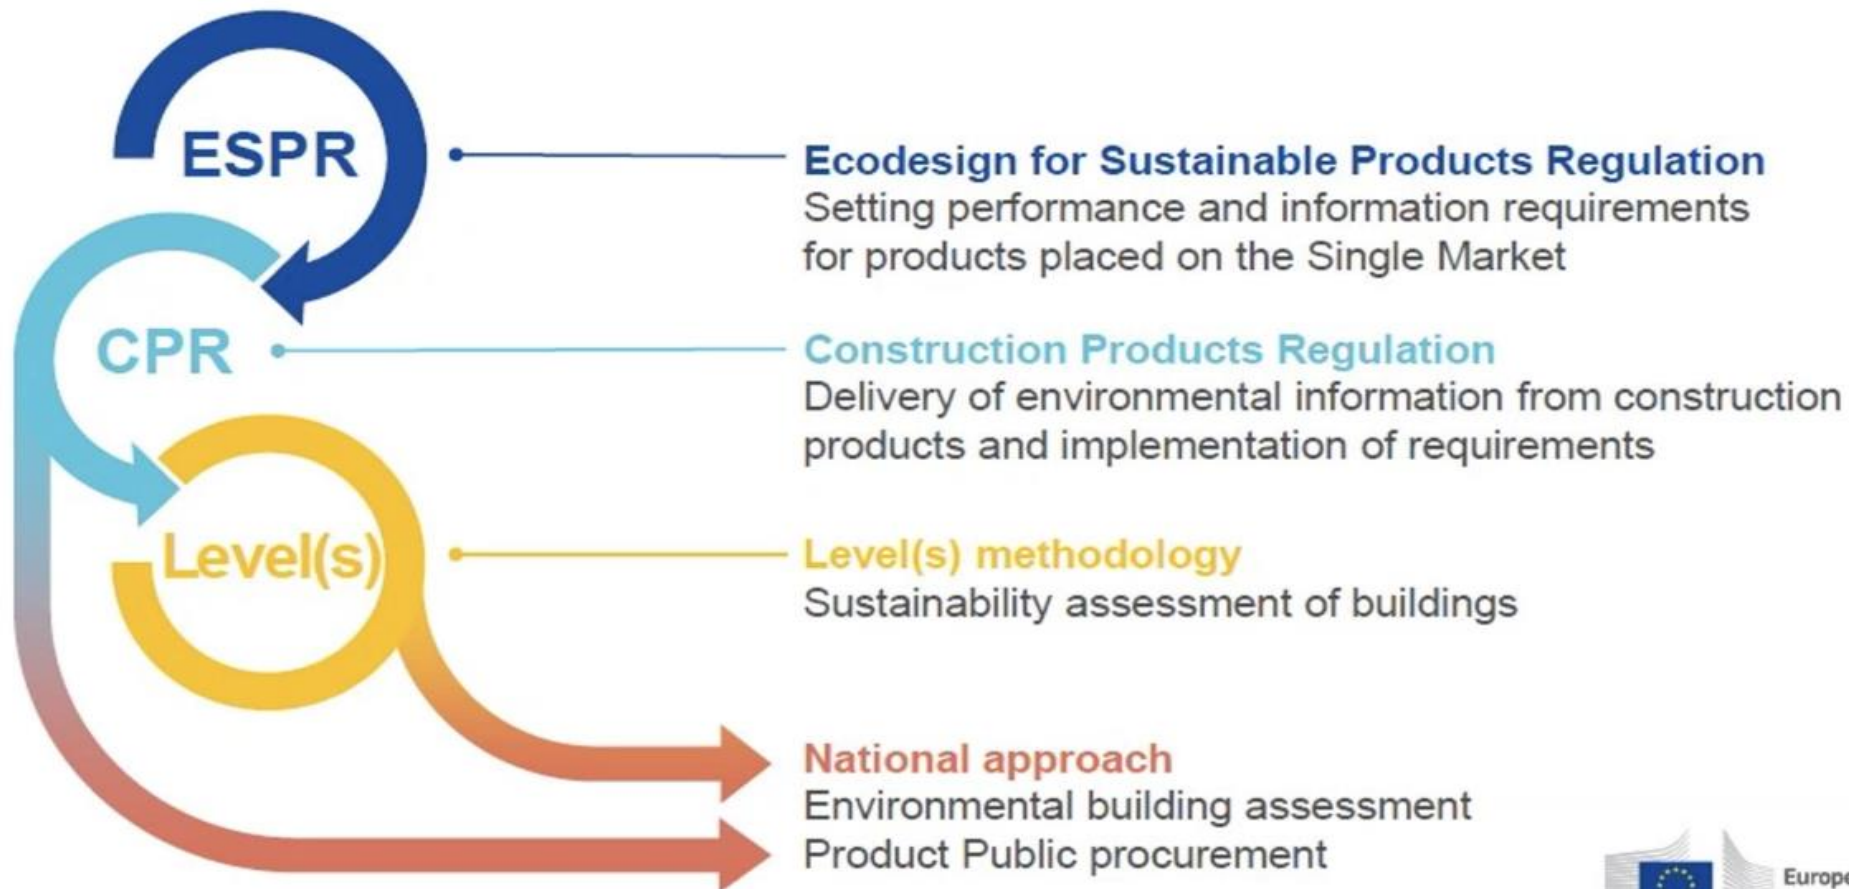 ESPR
Ecodesign for Sustainable Products Regulation
Setting performance and information requirements
for products placed on the Single Market
CPR
Construction Products Regulation
Delivery of environmental information from construction
products and implementation of requirements
Level(s)
Level(s) methodology
Sustainability assessment of buildings
National approach
Environmental building assessment
Product Public procurement
Europe